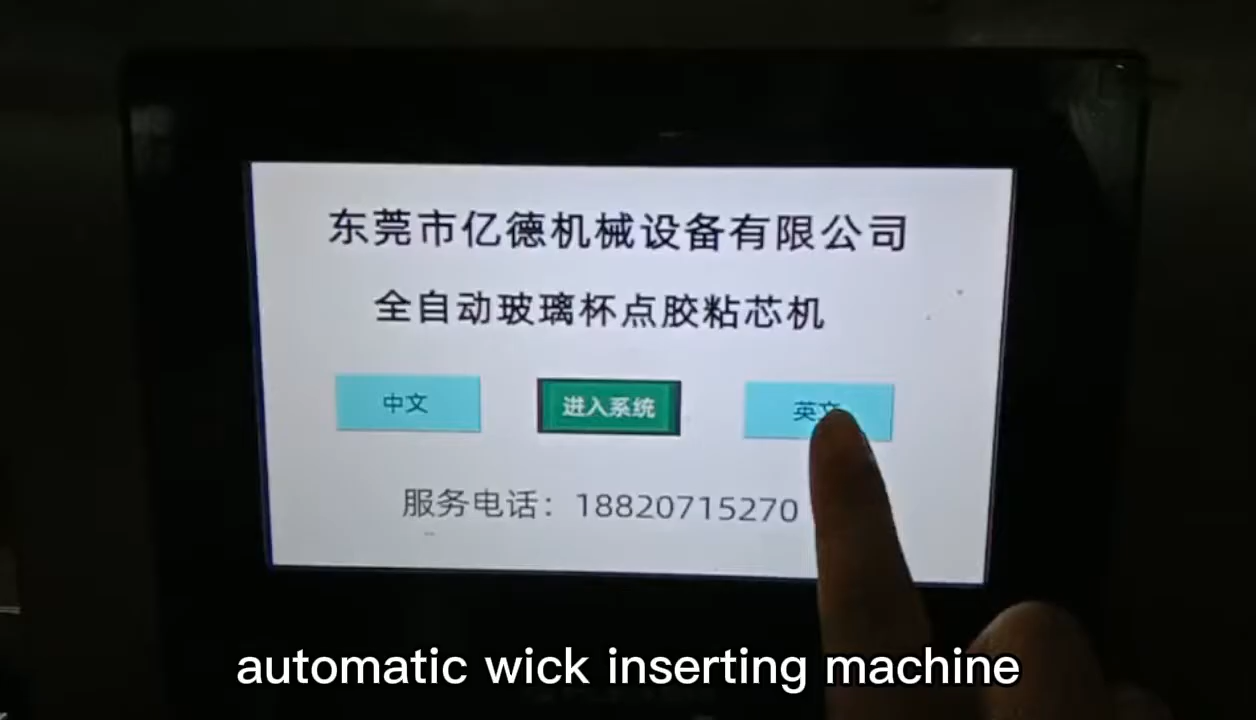 东莞市亿德机械设备有限公司
全自动玻璃杯点胶粘芯机
中文
进入系统
英文
服务电话：18820715270
automatic wick inserting machine